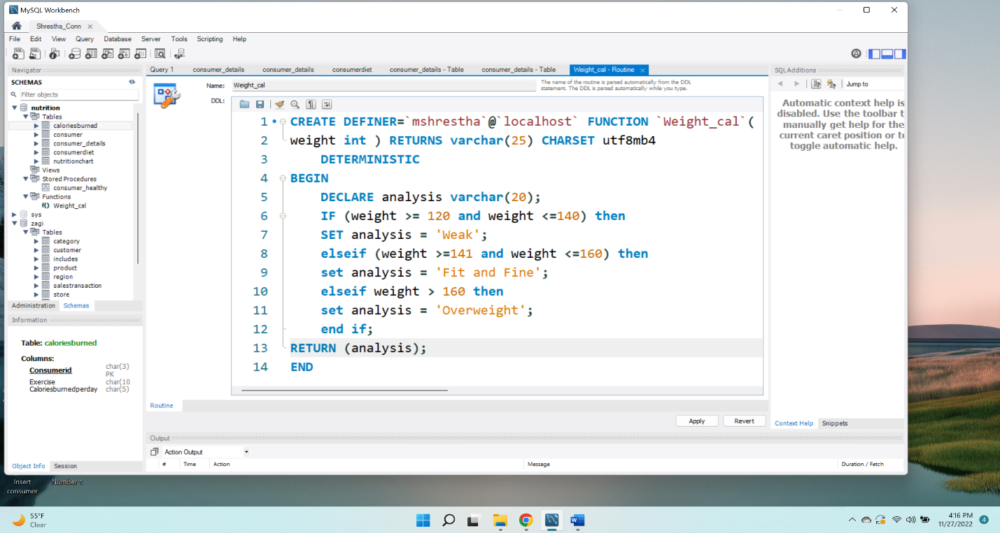 MySQL Workbench
Shrestha_Conn
File Edit View Query Database Server Tools Scripting Help
Navigator
SCHEMAS
Filter objects
nutrition
Tables
caloriesburned
consumer
consumer_details
consumerdiet
nutritionchart
Views
Stored Procedures
consumer_healthy
Functions
f() Weight_cal
sys
zagi
Tables
category
customer
includes
product
region
salestransaction
store
Administration Schemas
Information
Table: caloriesburned
Columns:
Consumerid char(3)
PK
Exercise char(10
Caloriesburnedperday char(5)
Object Info Session
Query 1 consumer_details consumer_details consumerdiet consumer_details - Table consumer_details - Table Weight_cal - Routine
Name: Weight_cal
The name of the routine is parsed automatically from the DDL
statement. The DDL is parsed automatically while you type.
DDL:
1 CREATE DEFINER=`mshrestha`@`localhost` FUNCTION `Weight_cal`(
2 weight int ) RETURNS varchar(25) CHARSET utf8mb4
3 DETERMINISTIC
4 BEGIN
5 DECLARE analysis varchar(20);
6 IF (weight >= 120 and weight <=140) then
7 SET analysis = 'Weak';
8 elseif (weight >=141 and weight <=160) then
9 set analysis = 'Fit and Fine';
10 elseif weight > 160 then
11 set analysis = 'Overweight';
12 end if;
13 RETURN (analysis);
14 END
Routine
Apply Revert
Output
Action Output
# Time Action Message Duration / Fetch
SQLAdditions
Jump to
Automatic context help is
disabled. Use the toolbar t
manually get help for the
current caret position or to
toggle automatic help.
Context Help Snippets
Insert
consumer
Number 1
55°F
Clear
4:16 PM
11/27/2022
4